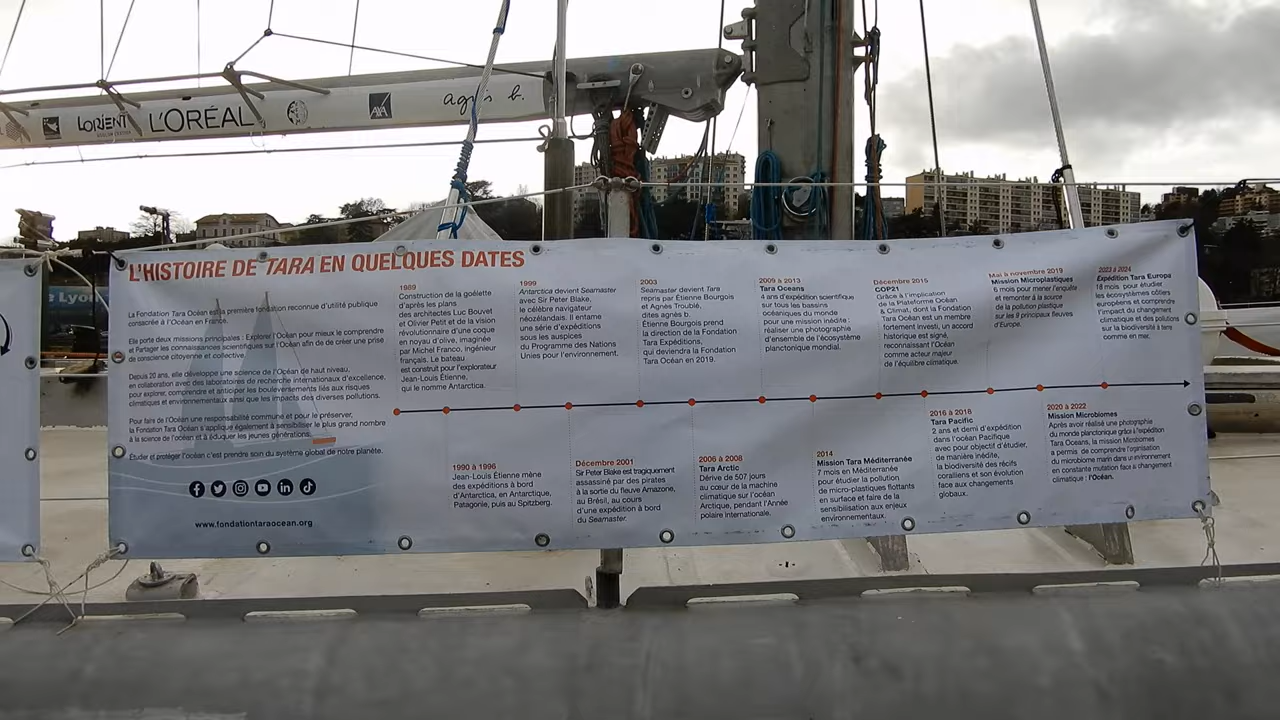 LORIENT
L'ORÉAL
AXA
agnès b.
Lyon
L'HISTOIRE DE TARA EN QUELQUES DATES
La Fondation Tara Océan est la première fondation reconnue d'utilité publique
consacrée à l'Océan en France.
Elle porte deux missions principales : Explorer l'Océan pour mieux le comprendre
et Partager les connaissances scientifiques sur l'Océan afin de de créer une prise
de conscience citoyenne et collective.
Depuis 20 ans, elle développe une science de l'Océan de haut niveau,
en collaboration avec des laboratoires de recherche internationaux d'excellence,
pour explorer, comprendre et anticiper les bouleversements liés aux risques
climatiques et environnementaux ainsi que les impacts des diverses pollutions.
Pour faire de l'Océan une responsabilité commune et pour le préserver,
la Fondation Tara Océan s'applique également à sensibiliser le plus grand nombre
à la science de l'océan et à éduquer les jeunes générations.
Étudier et protéger l'océan c'est prendre soin du système global de notre planète.
www.fondationtaraocean.org
1989
Construction de la goélette
d'après les plans
des architectes Luc Bouvet
et Olivier Petit et de la vision
révolutionnaire d'une coque
en noyau d'olive, imaginée
par Michel Franco, ingénieur
français. Le bateau
est construit pour l'explorateur
Jean-Louis Étienne,
qui le nomme Antarctica.
1990 à 1996
Jean-Louis Étienne mène
des expéditions à bord
d'Antarctica, en Antarctique,
Patagonie, puis au Spitzberg.
1999
Antarctica devient Seamaster
avec Sir Peter Blake,
le célèbre navigateur
néozélandais. Il entame
une série d'expéditions
sous les auspices
du Programme des Nations
Unies pour l'environnement.
Décembre 2001
Sir Peter Blake est tragiquement
assassiné par des pirates
à la sortie du fleuve Amazone,
au Brésil, au cours
d'une expédition à bord
du Seamaster.
2003
Seamaster devient Tara
repris par Étienne Bourgois
et Agnès Troublé,
dites agnès b.
Étienne Bourgois prend
la direction de la Fondation
Tara Expéditions,
qui deviendra la Fondation
Tara Océan en 2019.
2006 à 2008
Tara Arctic
Dérive de 507 jours
au cœur de la machine
climatique sur l'océan
Arctique, pendant l'Année
polaire internationale.
2009 à 2013
Tara Oceans
4 ans d'expédition scientifique
sur tous les bassins
océaniques du monde
pour une mission inédite :
réaliser une photographie
d'ensemble de l'écosystème
planctonique mondial.
2014
Mission Tara Méditerranée
7 mois en Méditerranée
pour étudier la pollution
de micro-plastiques flottants
en surface et faire de la
sensibilisation aux enjeux
environnementaux.
Décembre 2015
COP21
Grâce à l'implication
de la Plateforme Océan
& Climat, dont la Fondation
Tara Océan est un membre
fortement investi, un accord
historique est signé,
reconnaissant l'Océan
comme acteur majeur
de l'équilibre climatique.
2016 à 2018
Tara Pacific
2 ans et demi d'expédition
dans l'océan Pacifique
avec pour objectif d'étudier,
de manière inédite,
la biodiversité des récifs
coralliens et son évolution
face aux changements
globaux.
Mai à novembre 2019
Mission Microplastiques
6 mois pour mener l'enquête
et remonter à la source
de la pollution plastique
sur les 9 principaux fleuves
d'Europe.
2020 à 2022
Mission Microbiomes
Après avoir réalisé une photographie
du monde planctonique grâce à l'expédition
Tara Oceans, la mission Microbiomes
a permis de comprendre l'organisation
du microbiome marin dans un environnement
en constante mutation face au changement
climatique : l'Océan.
2023 à 2024
Expédition Tara Europa
18 mois pour étudier
les écosystèmes côtiers
européens et comprendre
l'impact du changement
climatique et des pollutions
sur la biodiversité à terre
comme en mer.